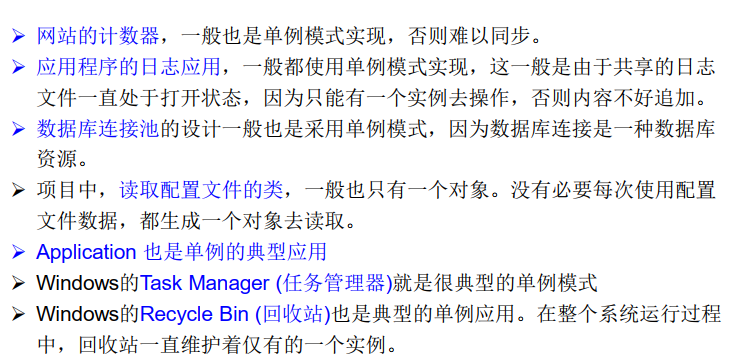 ➢ 网站的计数器，一般也是单例模式实现，否则难以同步。
➢ 应用程序的日志应用，一般都使用单例模式实现，这一般是由于共享的日志
文件一直处于打开状态，因为只能有一个实例去操作，否则内容不好追加。
➢ 数据库连接池的设计一般也是采用单例模式，因为数据库连接是一种数据库
资源。
➢ 项目中，读取配置文件的类，一般也只有一个对象。没有必要每次使用配置
文件数据，都生成一个对象去读取。
➢ Application 也是单例的典型应用
➢ Windows的Task Manager (任务管理器)就是很典型的单例模式
➢ Windows的Recycle Bin (回收站)也是典型的单例应用。在整个系统运行过程
中，回收站一直维护着仅有的一个实例。